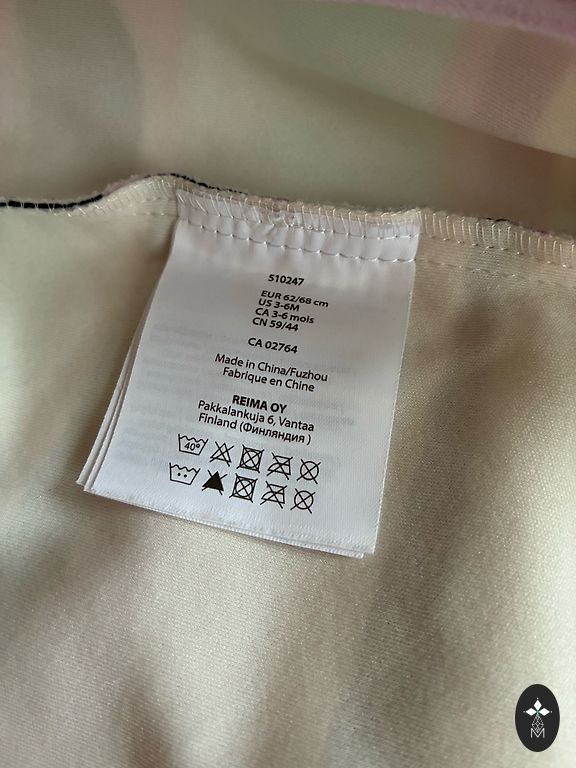 510247
EUR 62/68 cm
US 3-6M
CA 3-6 mois
CN 59/44
CA 02764
Made in China/Fuzhou
Fabrique en Chine
REIMA OY
Pakkalankuja 6, Vantaa
Finland (Финляндия )
40°
M